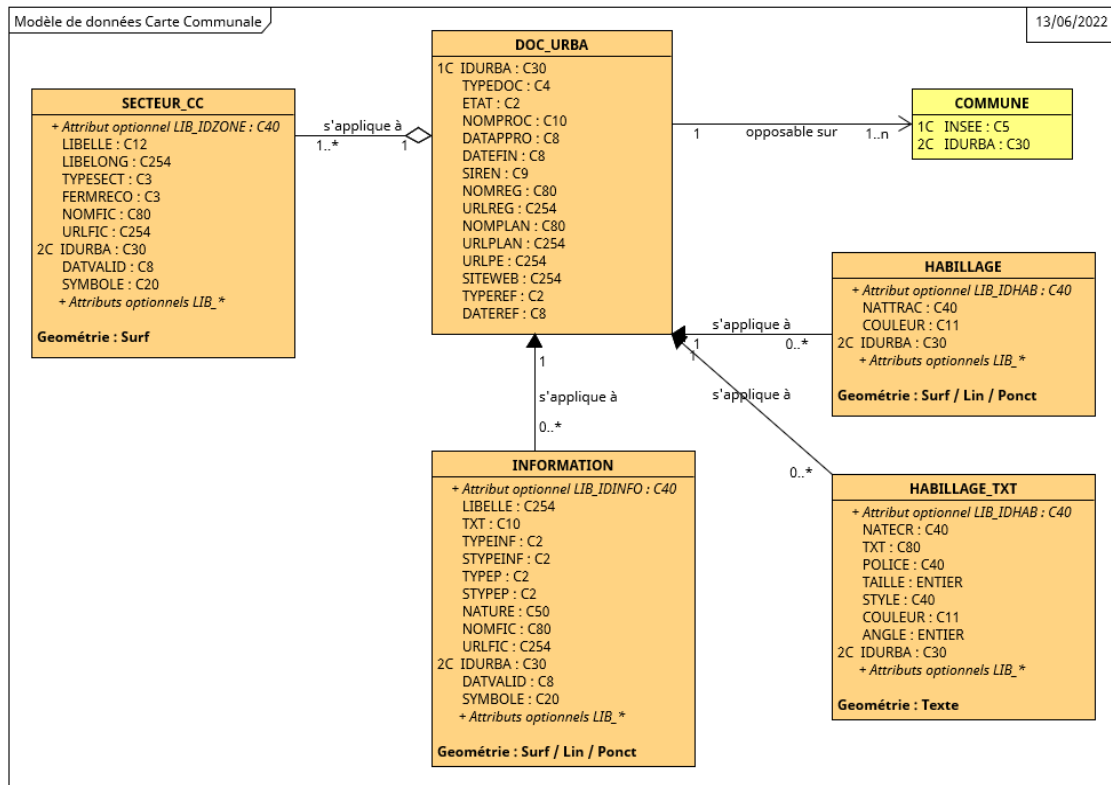 Modèle de données Carte Communale
13/06/2022
DOC_URBA
1C IDURBA : C30
TYPEDOC : C4
ETAT : C2
NOMPROC : C10
DATAPPRO : C8
DATEFIN : C8
SIREN : C9
NOMREG : C80
URLREG : C254
NOMPLAN : C80
URLPLAN : C254
URLPE : C254
SITEWEB : C254
TYPEREF : C2
DATEREF : C8
SECTEUR_CC
+ Attribut optionnel LIB_IDZONE : C40
LIBELLE : C12
LIBELONG : C254
TYPESECT : C3
FERMRECO : C3
NOMFIC : C80
URLFIC : C254
2C IDURBA : C30
DATVALID : C8
SYMBOLE : C20
+ Attributs optionnels LIB_*
Geométrie : Surf
s'applique à
1..*
1
COMMUNE
1C INSEE : C5
2C IDURBA : C30
1
opposable sur
1..n
HABILLAGE
+ Attribut optionnel LIB_IDHAB : C40
NATTRAC : C40
COULEUR : C11
2C IDURBA : C30
+ Attributs optionnels LIB_*
Geométrie : Surf / Lin / Ponct
s'applique à
1
0..*
1
s'applique à
0..*
1
s'applique à
0..*
INFORMATION
+ Attribut optionnel LIB_IDINFO : C40
LIBELLE : C254
TXT : C10
TYPEINF : C2
STYPEINF : C2
TYPEP : C2
STYPEP : C2
NATURE : C50
NOMFIC : C80
URLFIC : C254
2C IDURBA : C30
DATVALID : C8
SYMBOLE : C20
+ Attributs optionnels LIB_*
Geométrie : Surf / Lin / Ponct
HABILLAGE_TXT
+ Attribut optionnel LIB_IDHAB : C40
NATECR : C40
TXT : C80
POLICE : C40
TAILLE : ENTIER
STYLE : C40
COULEUR : C11
ANGLE : ENTIER
2C IDURBA : C30
+ Attributs optionnels LIB_*
Geométrie : Texte